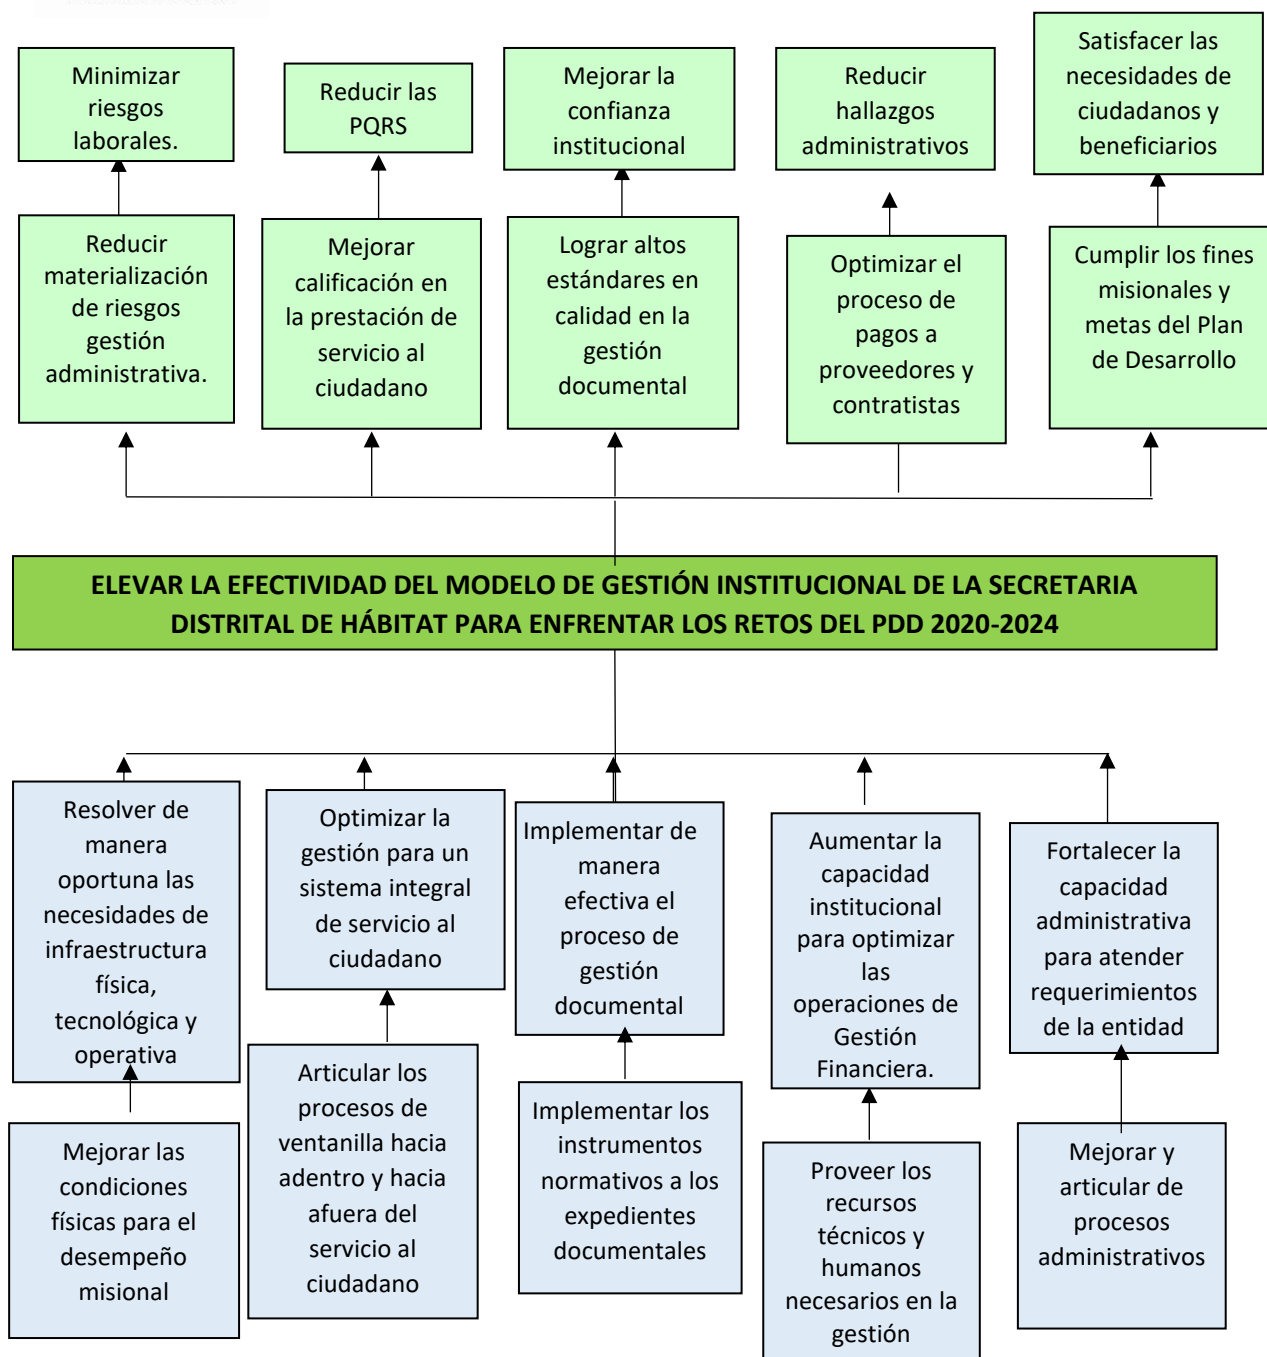 Minimizar
riesgos
laborales.
Reducir las
PQRS
Mejorar la
confianza
institucional
Reducir
hallazgos
administrativos
Satisfacer las
necesidades de
ciudadanos y
beneficiarios
Reducir
materialización
de riesgos
gestión
administrativa.
Mejorar
calificación en
la prestación de
servicio al
ciudadano
Lograr altos
estándares en
calidad en la
gestión
documental
Optimizar el
proceso de
pagos a
proveedores y
contratistas
Cumplir los fines
misionales y
metas del Plan
de Desarrollo
ELEVAR LA EFECTIVIDAD DEL MODELO DE GESTIÓN INSTITUCIONAL DE LA SECRETARIA
DISTRITAL DE HÁBITAT PARA ENFRENTAR LOS RETOS DEL PDD 2020-2024
Resolver de
manera
oportuna las
necesidades de
infraestructura
física,
tecnológica y
operativa
Optimizar la
gestión para un
sistema integral
de servicio al
ciudadano
Implementar de
manera
efectiva el
proceso de
gestión
documental
Aumentar la
capacidad
institucional
para optimizar
las
operaciones de
Gestión
Financiera.
Fortalecer la
capacidad
administrativa
para atender
requerimientos
de la entidad
Mejorar las
condiciones
físicas para el
desempeño
misional
Articular los
procesos de
ventanilla hacia
adentro y hacia
afuera del
servicio al
ciudadano
Implementar los
instrumentos
normativos a los
expedientes
documentales
Proveer los
recursos
técnicos y
humanos
necesarios en la
gestión
Mejorar y
articular de
procesos
administrativos